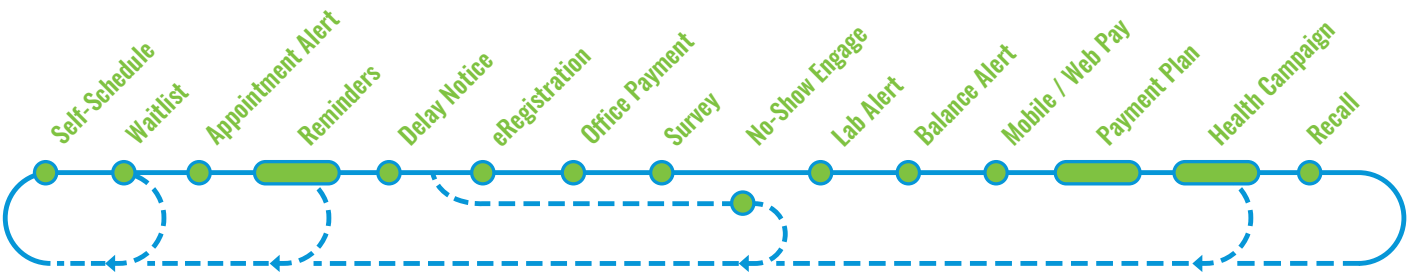 Self-Schedule
Waitlist
Appointment Alert
Reminders
Delay Notice
eRegistration
Office Payment
Survey
No-Show Engage
Lab Alert
Balance Alert
Mobile / Web Pay
Payment Plan
Health Campaign
Recall